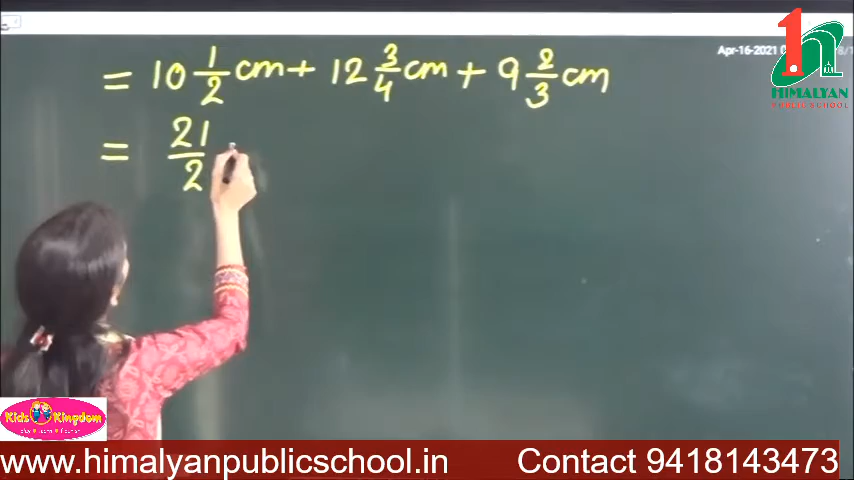 Apr-16-2021
HIMALYAN
PUBLIC SCHOOL
= 10 1/2 cm + 12 3/4 cm + 9 2/3 cm
= 21/2
Kids Kingdom
www.himalyanpublicschool.in Contact 9418143473